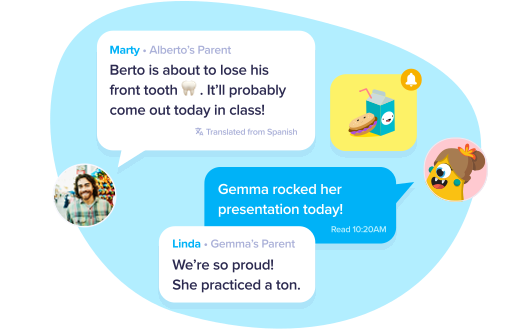 Marty • Alberto's Parent
Berto is about to lose his
front tooth 🦷 . It'll probably
come out today in class!
Translated from Spanish
Gemma rocked her
presentation today!
Read 10:20AM
Linda • Gemma's Parent
We're so proud!
She practiced a ton.